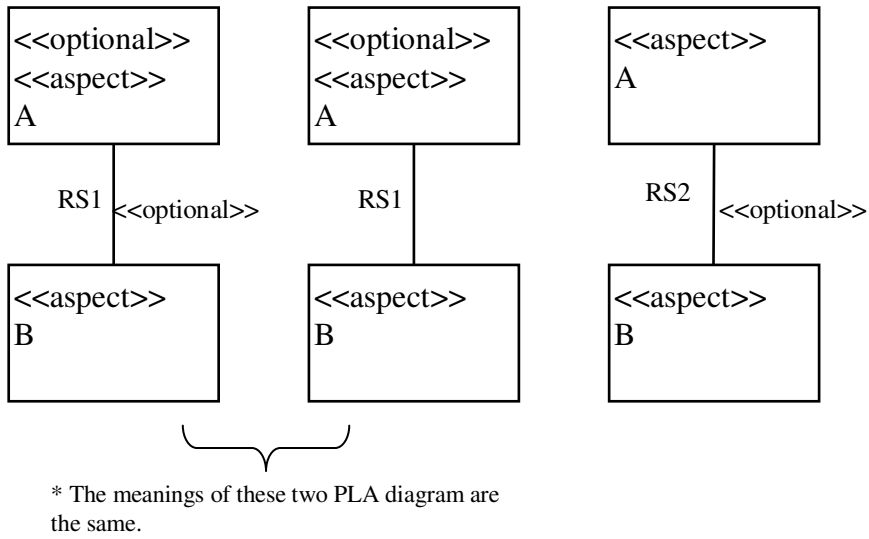 <<optional>>
<<aspect>>
A
RS1
<<optional>>
<<aspect>>
B
<<optional>>
<<aspect>>
A
RS1
<<aspect>>
B
<<aspect>>
A
RS2
<<optional>>
<<aspect>>
B
* The meanings of these two PLA diagram are
the same.